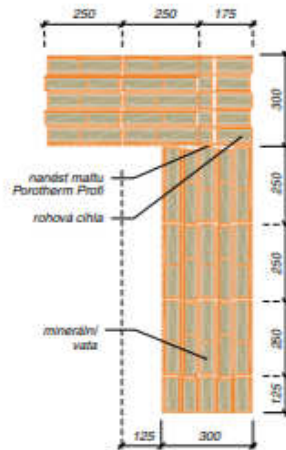 250 250 175
300
nanést maltu
Porotherm Profi
250
rohová cihla
250
minerální
vata
250
125
125 300